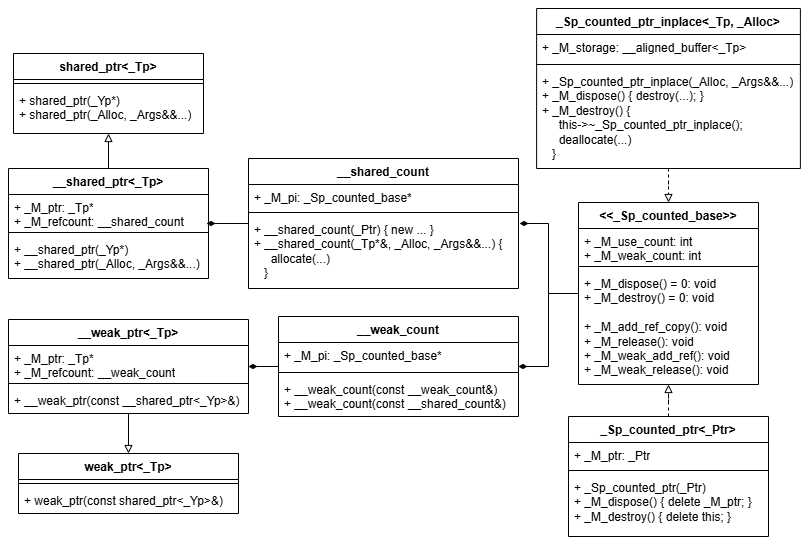 shared_ptr<_Tp>
+ shared_ptr(_Yp*)
+ shared_ptr(_Alloc, _Args&&...)
__shared_ptr<_Tp>
+ _M_ptr: _Tp*
+ _M_refcount: __shared_count
+ __shared_ptr(_Yp*)
+ __shared_ptr(_Alloc, _Args&&...)
__shared_count
+ _M_pi: _Sp_counted_base*
+ __shared_count(_Ptr) { new ... }
+ __shared_count(_Tp*&, _Alloc, _Args&&...) {
allocate(...)
}
__weak_ptr<_Tp>
+ _M_ptr: _Tp*
+ _M_refcount: __weak_count
+ __weak_ptr(const __shared_ptr<_Yp>&)
__weak_count
+ _M_pi: _Sp_counted_base*
+ __weak_count(const __weak_count&)
+ __weak_count(const __shared_count&)
weak_ptr<_Tp>
+ weak_ptr(const shared_ptr<_Yp>&)
_Sp_counted_ptr_inplace<_Tp, _Alloc>
+ _M_storage: __aligned_buffer<_Tp>
+ _Sp_counted_ptr_inplace(_Alloc, _Args&&...)
+ _M_dispose() { destroy(...); }
+ _M_destroy() {
this->~_Sp_counted_ptr_inplace();
deallocate(...)
}
<<_Sp_counted_base>>
+ _M_use_count: int
+ _M_weak_count: int
+ _M_dispose() = 0: void
+ _M_destroy() = 0: void
+ _M_add_ref_copy(): void
+ _M_release(): void
+ _M_weak_add_ref(): void
+ _M_weak_release(): void
_Sp_counted_ptr<_Ptr>
+ _M_ptr: _Ptr
+ _Sp_counted_ptr(_Ptr)
+ _M_dispose() { delete _M_ptr; }
+ _M_destroy() { delete this; }